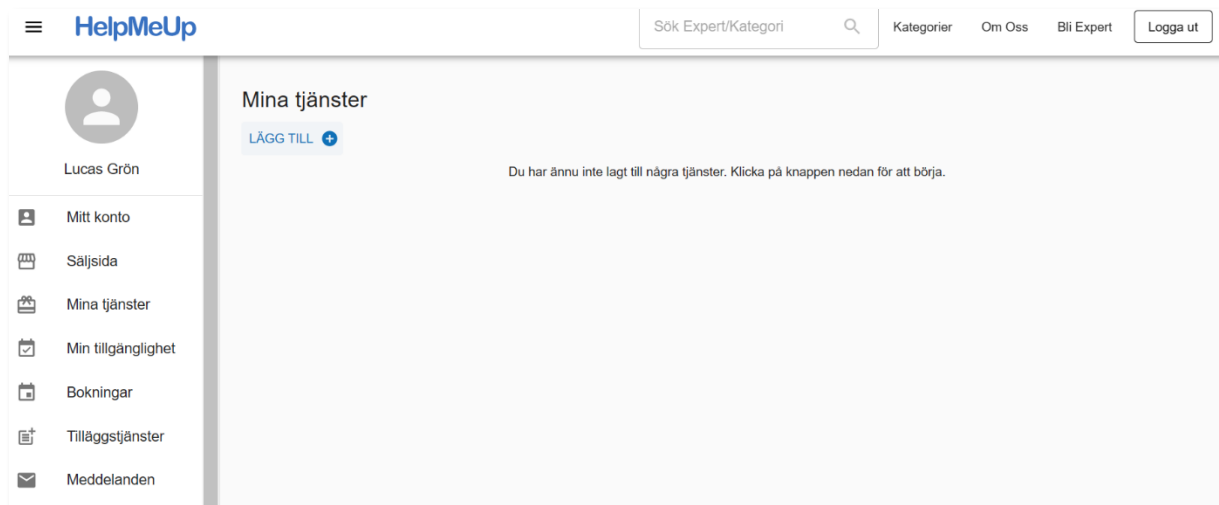 HelpMeUp
Sök Expert/Kategori
Kategorier
Om Oss
Bli Expert
Logga ut
Lucas Grön
Mitt konto
Säljsida
Mina tjänster
Min tillgänglighet
Bokningar
Tilläggstjänster
Meddelanden
Mina tjänster
LÄGG TILL
Du har ännu inte lagt till några tjänster. Klicka på knappen nedan för att börja.